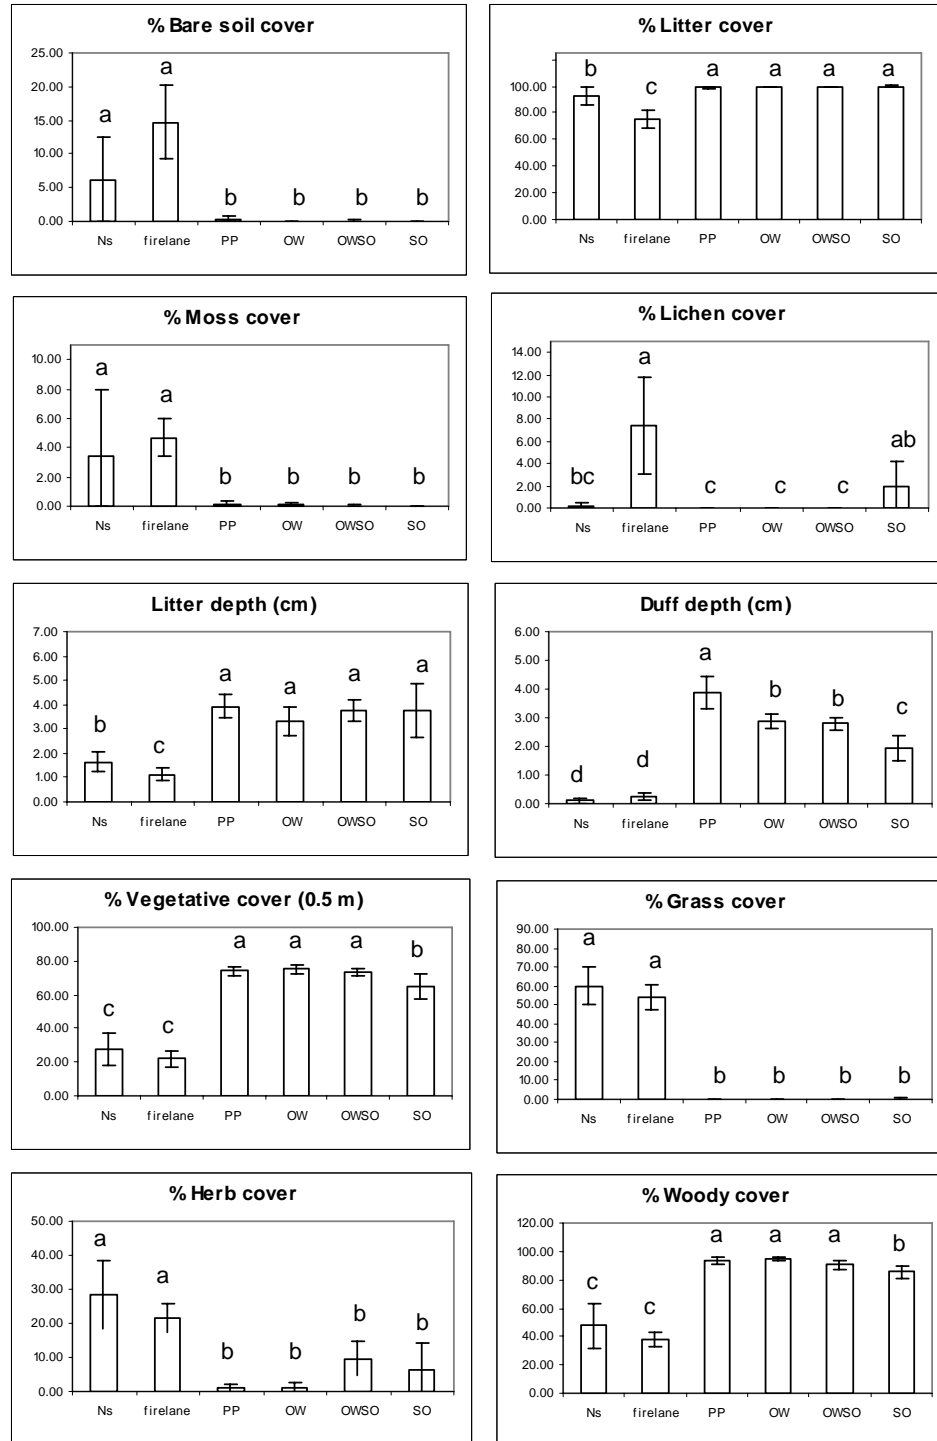 % Bare soil cover
25.00
20.00
15.00
10.00
5.00
0.00
a
a
b
b
b
b
Ns firelane PP OW OWSO SO
% Litter cover
100.00
80.00
60.00
40.00
20.00
0.00
b
c
a
a
a
a
Ns firelane PP OW OWSO SO
% Moss cover
10.00
8.00
6.00
4.00
2.00
0.00
a
a
b
b
b
b
Ns firelane PP OW OWSO SO
% Lichen cover
14.00
12.00
10.00
8.00
6.00
4.00
2.00
0.00
bc
a
c
c
c
ab
Ns firelane PP OW OWSO SO
Litter depth (cm)
7.00
6.00
5.00
4.00
3.00
2.00
1.00
0.00
b
c
a
a
a
a
Ns firelane PP OW OWSO SO
Duff depth (cm)
6.00
5.00
4.00
3.00
2.00
1.00
0.00
d
d
a
b
b
c
Ns firelane PP OW OWSO SO
% Vegetative cover (0.5 m)
100.00
80.00
60.00
40.00
20.00
0.00
c
c
a
a
a
b
Ns firelane PP OW OWSO SO
% Grass cover
90.00
80.00
70.00
60.00
50.00
40.00
30.00
20.00
10.00
0.00
a
a
b
b
b
b
Ns firelane PP OW OWSO SO
% Herb cover
50.00
40.00
30.00
20.00
10.00
0.00
a
a
b
b
b
b
Ns firelane PP OW OWSO SO
% Woody cover
120.00
100.00
80.00
60.00
40.00
20.00
0.00
c
c
a
a
a
b
Ns firelane PP OW OWSO SO